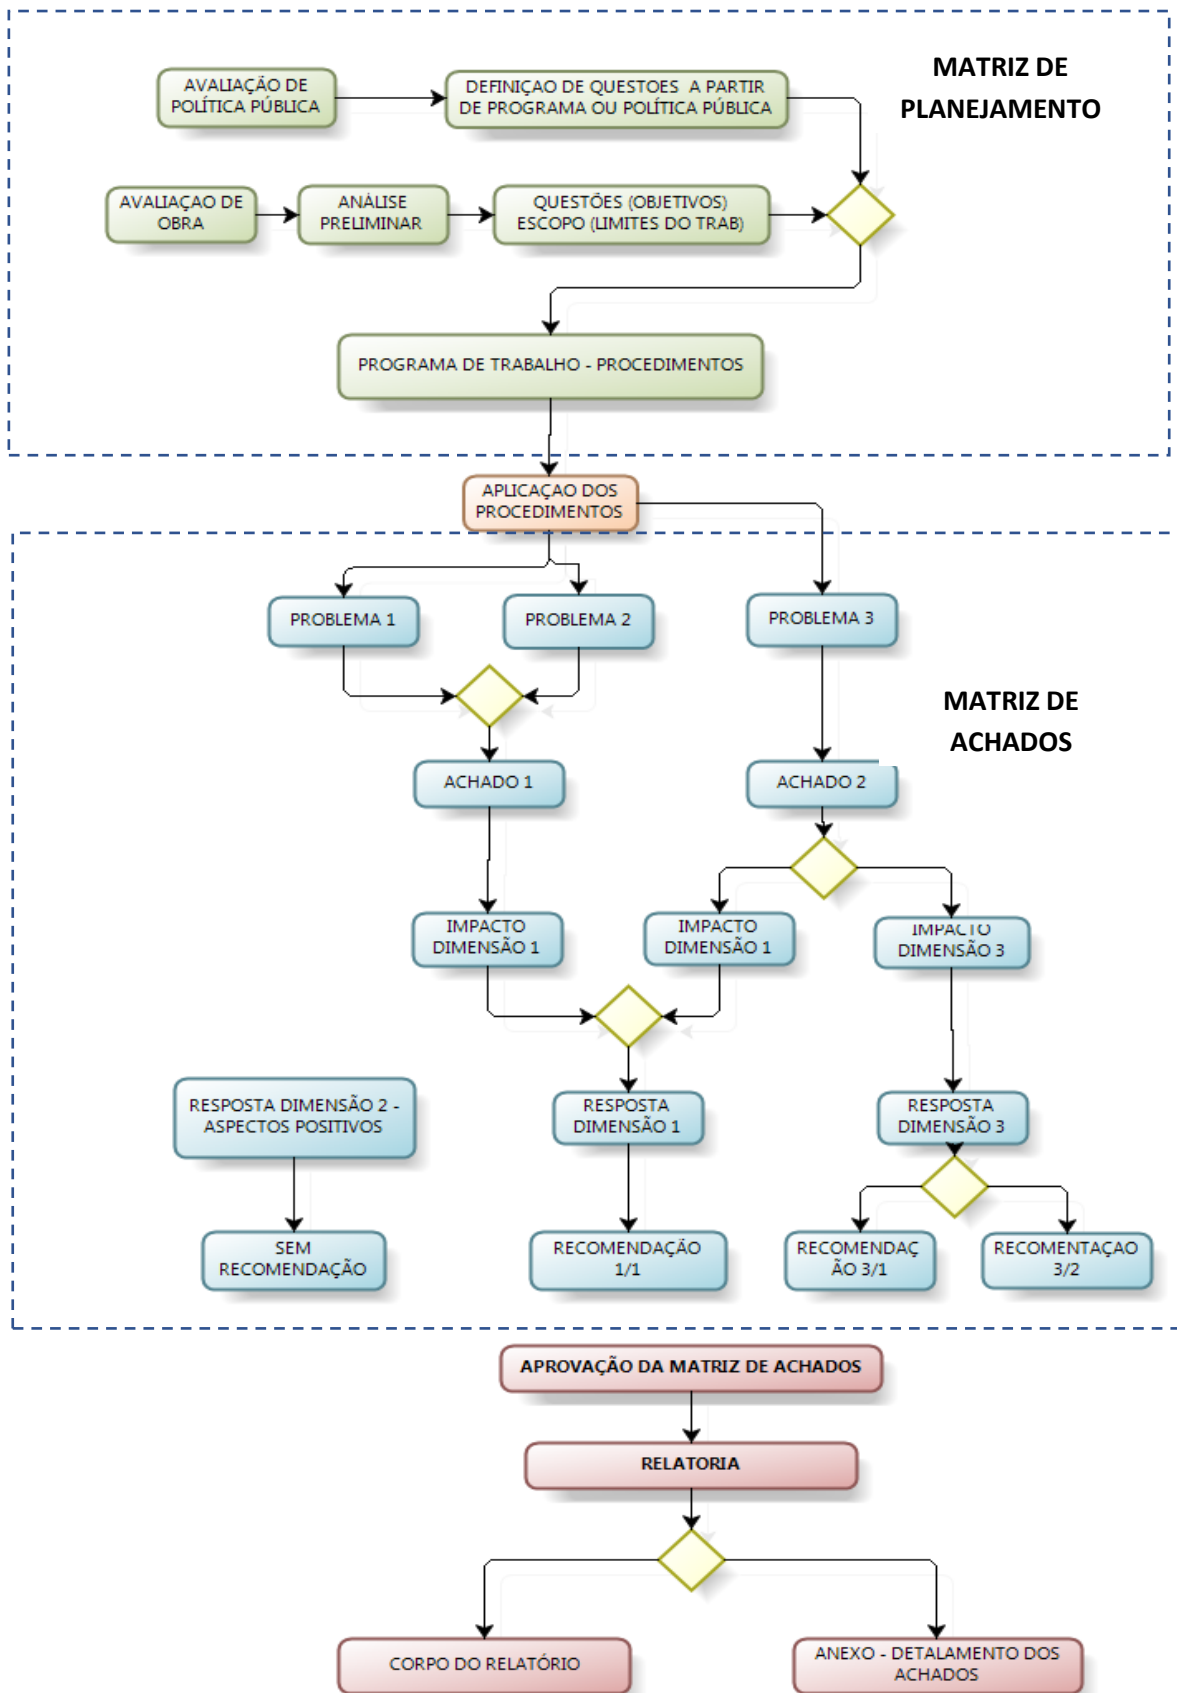 MATRIZ DE
PLANEJAMENTO
AVALIAÇÃO DE
POLÍTICA PÚBLICA
DEFINIÇAO DE QUESTOES A PARTIR
DE PROGRAMA OU POLÍTICA PÚBLICA
AVALIAÇAO DE
OBRA
ANÁLISE
PRELIMINAR
QUESTÕES (OBJETIVOS)
ESCOPO (LIMITES DO TRAB)
PROGRAMA DE TRABALHO - PROCEDIMENTOS
APLICAÇAO DOS
PROCEDIMENTOS
PROBLEMA 1
PROBLEMA 2
PROBLEMA 3
MATRIZ DE
ACHADOS
ACHADO 1
ACHADO 2
IMPACTO
DIMENSÃO 1
IMPACTO
DIMENSÃO 1
IMPACTO
DIMENSÃO 3
RESPOSTA DIMENSÃO 2 -
ASPECTOS POSITIVOS
RESPOSTA
DIMENSÃO 1
RESPOSTA
DIMENSÃO 3
SEM
RECOMENDAÇÃO
RECOMENDAÇÃO
1/1
RECOMENDAÇ
ÃO 3/1
RECOMENTAÇAO
3/2
APROVAÇÃO DA MATRIZ DE ACHADOS
RELATORIA
CORPO DO RELATÓRIO
ANEXO - DETALAMENTO DOS
ACHADOS